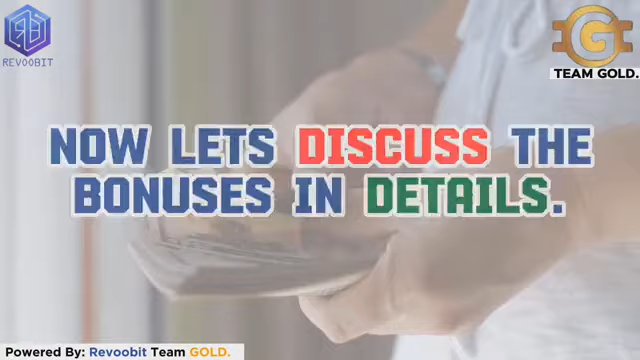 REVOOBIT
TEAM GOLD.
NOW LETS DISCUSS THE
BONUSES IN DETAILS.
Powered By: Revoobit Team GOLD.